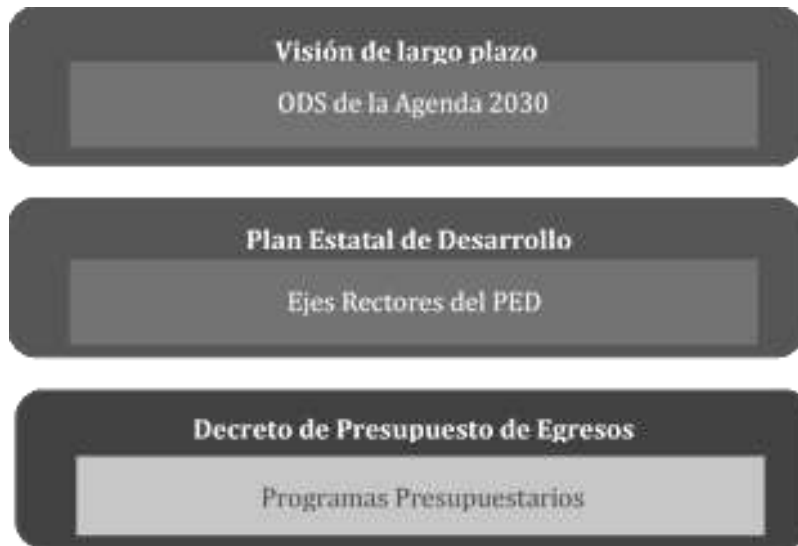 Visión de largo plazo
ODS de la Agenda 2030
Plan Estatal de Desarrollo
Ejes Rectores del PED
Decreto de Presupuesto de Egresos
Programas Presupuestarios